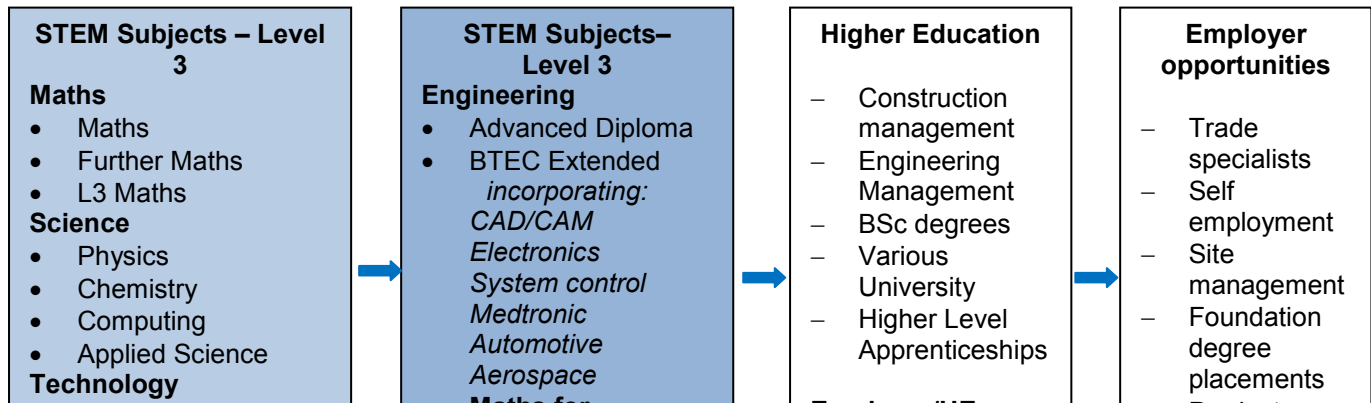 STEM Subjects – Level
3
Maths
• Maths
• Further Maths
• L3 Maths
Science
• Physics
• Chemistry
• Computing
• Applied Science
Technology
STEM Subjects–
Level 3
Engineering
• Advanced Diploma
• BTEC Extended
incorporating:
CAD/CAM
Electronics
System control
Medtronic
Automotive
Aerospace
Maths for
Higher Education
– Construction
management
– Engineering
Management
– BSc degrees
– Various
University
– Higher Level
Apprenticeships
Employer
opportunities
– Trade
specialists
– Self
employment
– Site
management
– Foundation
degree
placements